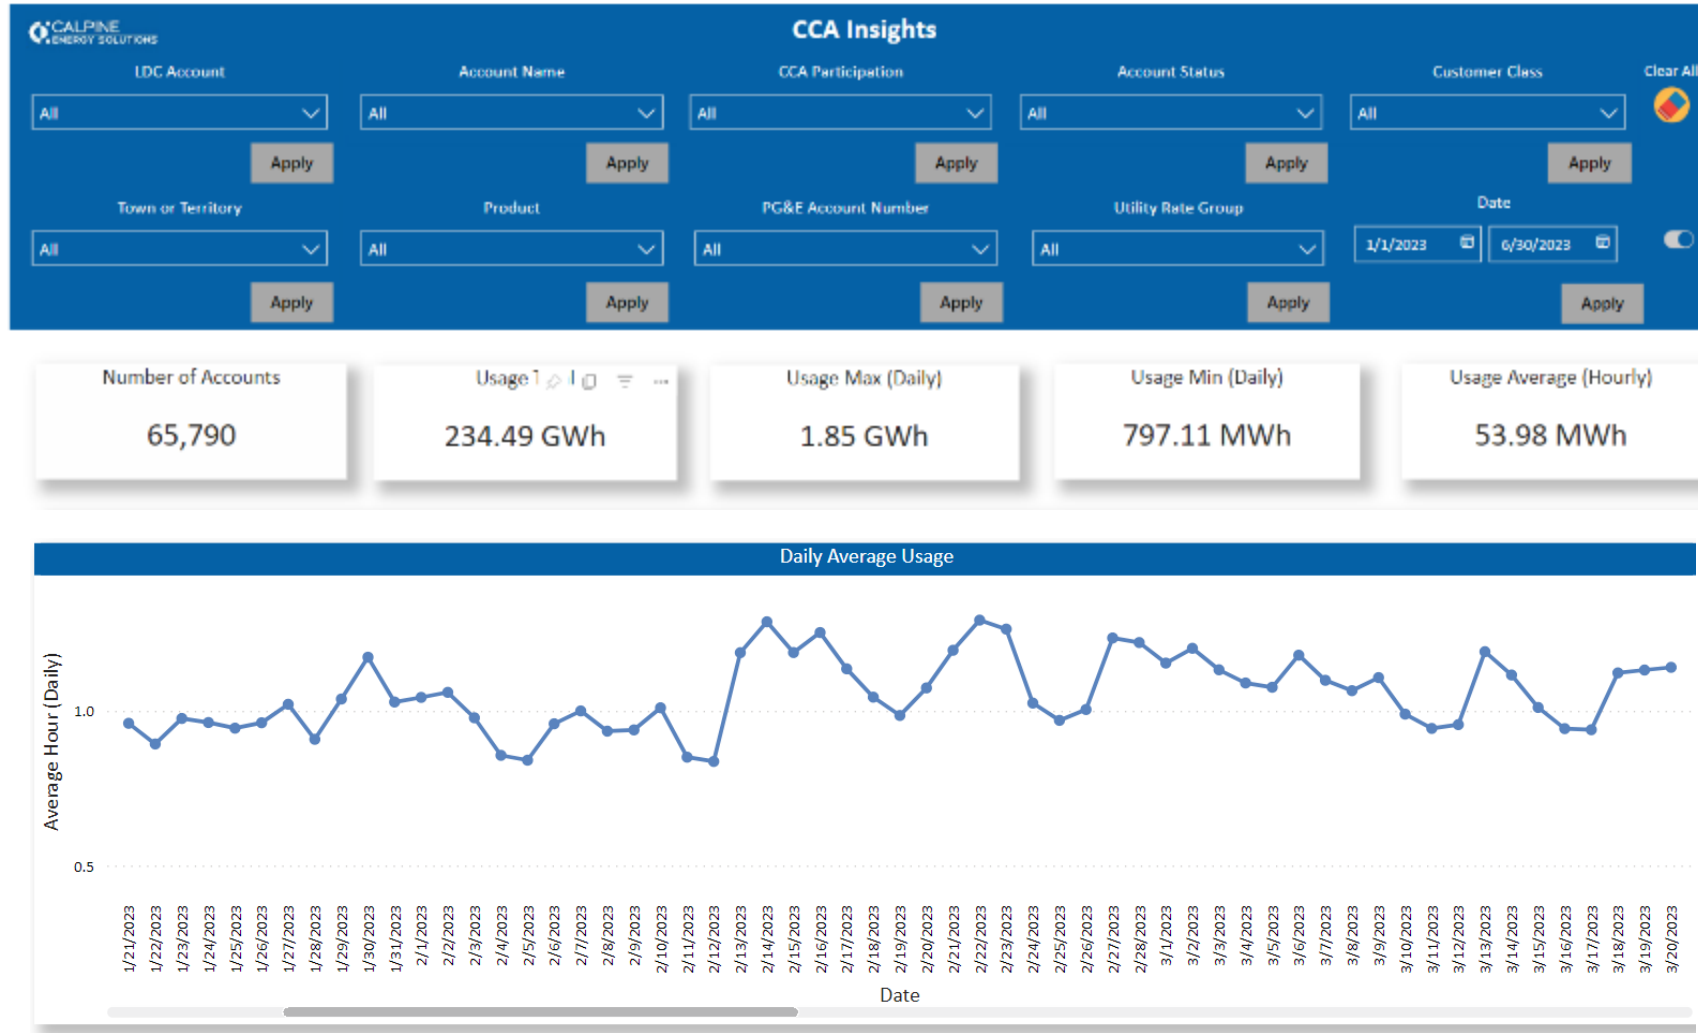 CALPINE
ENERGY SOLUTIONS
CCA Insights
LDC Account
Account Name
CCA Participation
Account Status
Customer Class
Clear All
All
All
All
All
All
Apply
Apply
Apply
Apply
Apply
Town or Territory
Product
PG&E Account Number
Utility Rate Group
Date
All
All
All
All
1/1/2023
6/30/2023
Apply
Apply
Apply
Apply
Apply
Number of Accounts
65,790
Usage T l
234.49 GWh
Usage Max (Daily)
1.85 GWh
Usage Min (Daily)
797.11 MWh
Usage Average (Hourly)
53.98 MWh
Daily Average Usage
Average Hour (Daily)
1.0
0.5
1/21/2023
1/22/2023
1/23/2023
1/24/2023
1/25/2023
1/26/2023
1/27/2023
1/28/2023
1/29/2023
1/30/2023
1/31/2023
2/1/2023
2/2/2023
2/3/2023
2/4/2023
2/5/2023
2/6/2023
2/7/2023
2/8/2023
2/9/2023
2/10/2023
2/11/2023
2/12/2023
2/13/2023
2/14/2023
2/15/2023
2/16/2023
2/17/2023
2/18/2023
2/19/2023
2/20/2023
2/21/2023
2/22/2023
2/23/2023
2/24/2023
2/25/2023
2/26/2023
2/27/2023
2/28/2023
3/1/2023
3/2/2023
3/3/2023
3/4/2023
3/5/2023
3/6/2023
3/7/2023
3/8/2023
3/9/2023
3/10/2023
3/11/2023
3/12/2023
3/13/2023
3/14/2023
3/15/2023
3/16/2023
3/17/2023
3/18/2023
3/19/2023
3/20/2023
Date